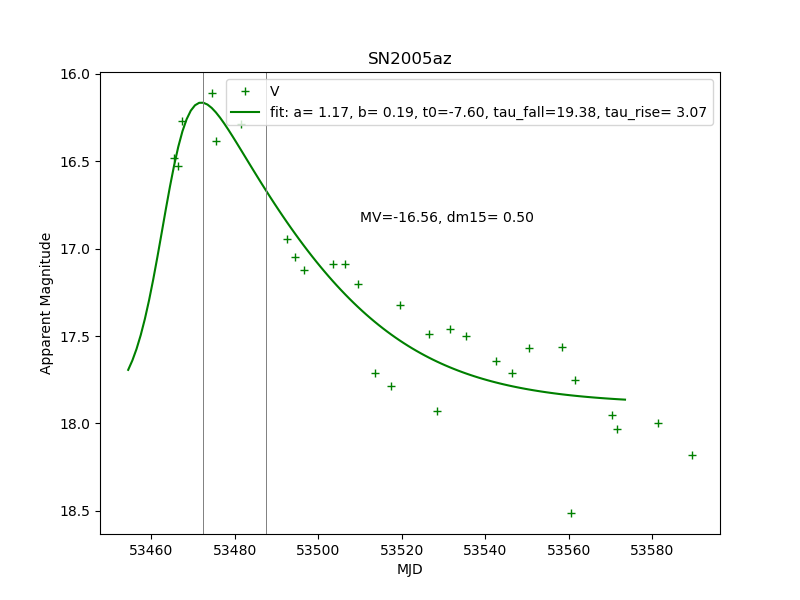 SN2005az
V
fit: a= 1.17, b= 0.19, t0=-7.60, tau_fall=19.38, tau_rise= 3.07
MV=-16.56, dm15= 0.50
Apparent Magnitude
16.0
16.5
17.0
17.5
18.0
18.5
53460 53480 53500 53520 53540 53560 53580
MJD